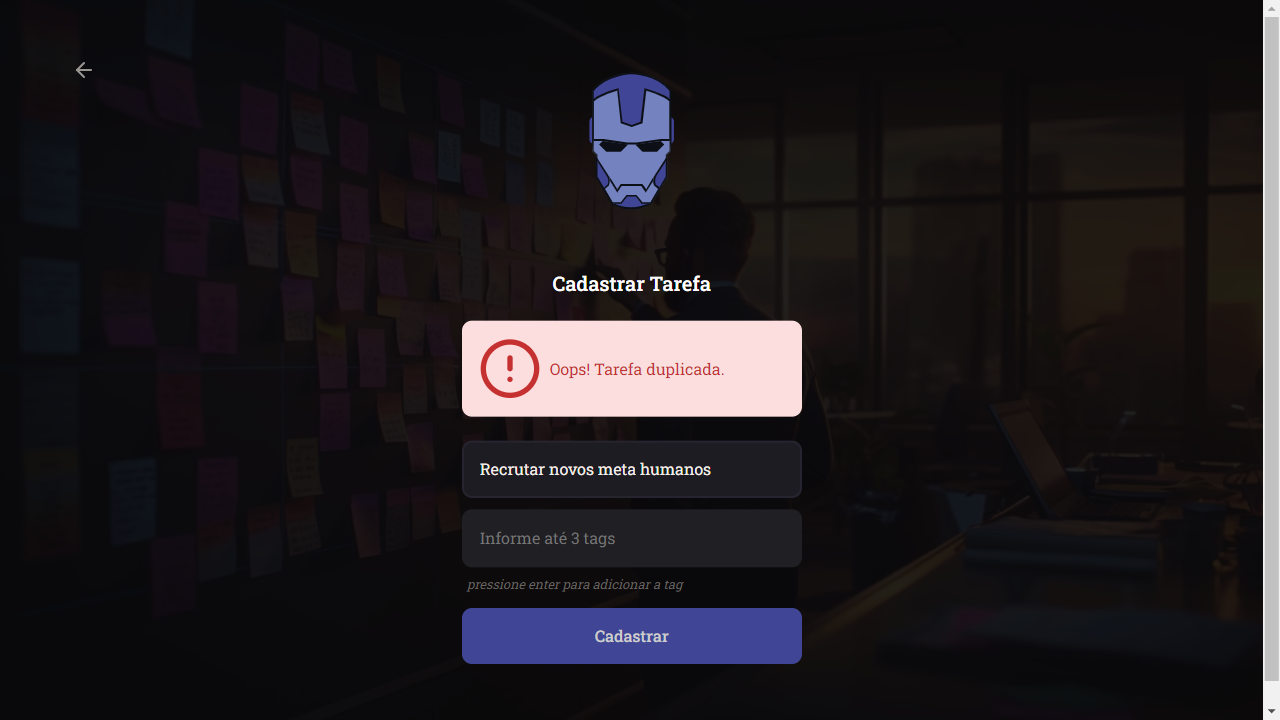 Cadastrar Tarefa
Oops! Tarefa duplicada.
Recrutar novos meta humanos
Informe até 3 tags
pressione enter para adicionar a tag
Cadastrar